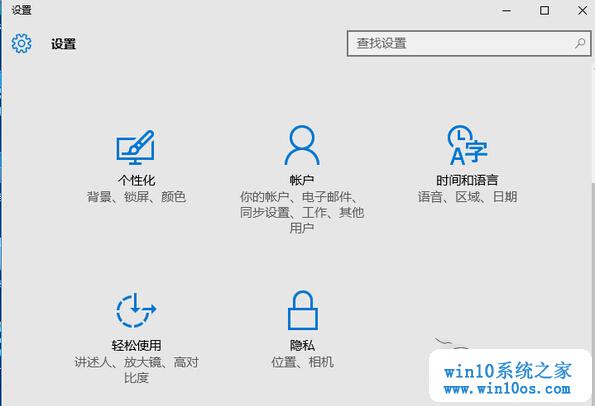 设置
设置
查找设置
个性化
背景、锁屏、颜色
帐户
你的帐户、电子邮件、
同步设置、工作、其他
用户
A字
时间和语言
语音、区域、日期
轻松使用
讲述人、放大镜、高对
比度
隐私
位置、相机
win10系统之家
www.win10os.com